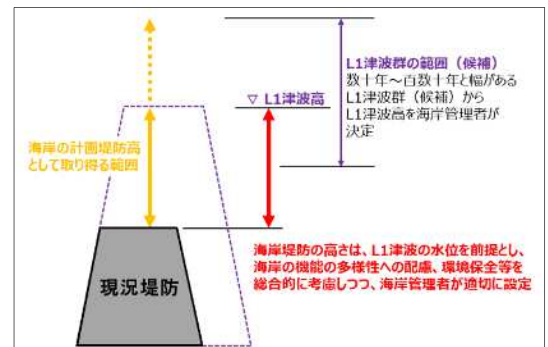 L1津波群の範囲（候補）
数十年～百数十年と幅がある
L1津波群（候補）から
L1津波高を海岸管理者が
決定
▽ L1津波高
海岸の計画堤防高
として取り得る範囲
現況堤防
海岸堤防の高さは、L1津波の水位を前提とし、
海岸の機能の多様性への配慮、環境保全等を
総合的に考慮しつつ、海岸管理者が適切に設定